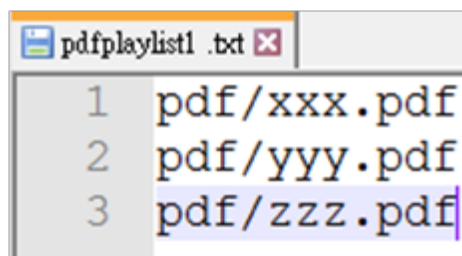 pdfplaylist1 .txt
1 pdf/xxx.pdf
2 pdf/yyy.pdf
3 pdf/zzz.pdf